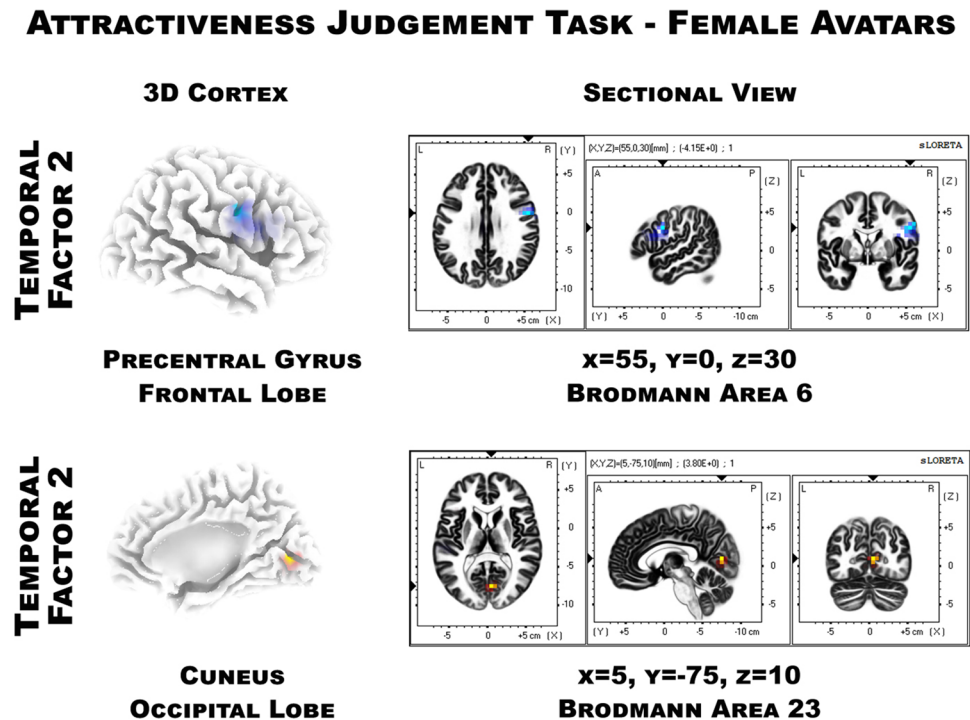 ATTRACTIVENESS JUDGEMENT TASK - FEMALE AVATARS
3D CORTEX
SECTIONAL VIEW
TEMPORAL
FACTOR 2
L R (Y)
+5
0
-5
-10
-5 0 +5 cm (X)
(X,Y,Z)=(55,0,30)[mm] ; (-4.15E+0) ; 1
sLORETA
A P (Z)
+5
0
-5
(Y) +5 0 -5 -10 cm
L R (Z)
+5
0
-5
-5 0 +5 cm (X)
PRECENTRAL GYRUS
FRONTAL LOBE
X=55, Y=0, Z=30
BRODMANN AREA 6
TEMPORAL
FACTOR 2
L R (Y)
+5
0
-5
-10
-5 0 +5 cm (X)
(X,Y,Z)=(5,-75,10)[mm] ; (3.80E+0) ; 1
sLORETA
A P (Z)
+5
0
-5
(Y) +5 0 -5 -10 cm
L R (Z)
+5
0
-5
-5 0 +5 cm (X)
CUNEUS
OCCIPITAL LOBE
X=5, Y=-75, Z=10
BRODMANN AREA 23